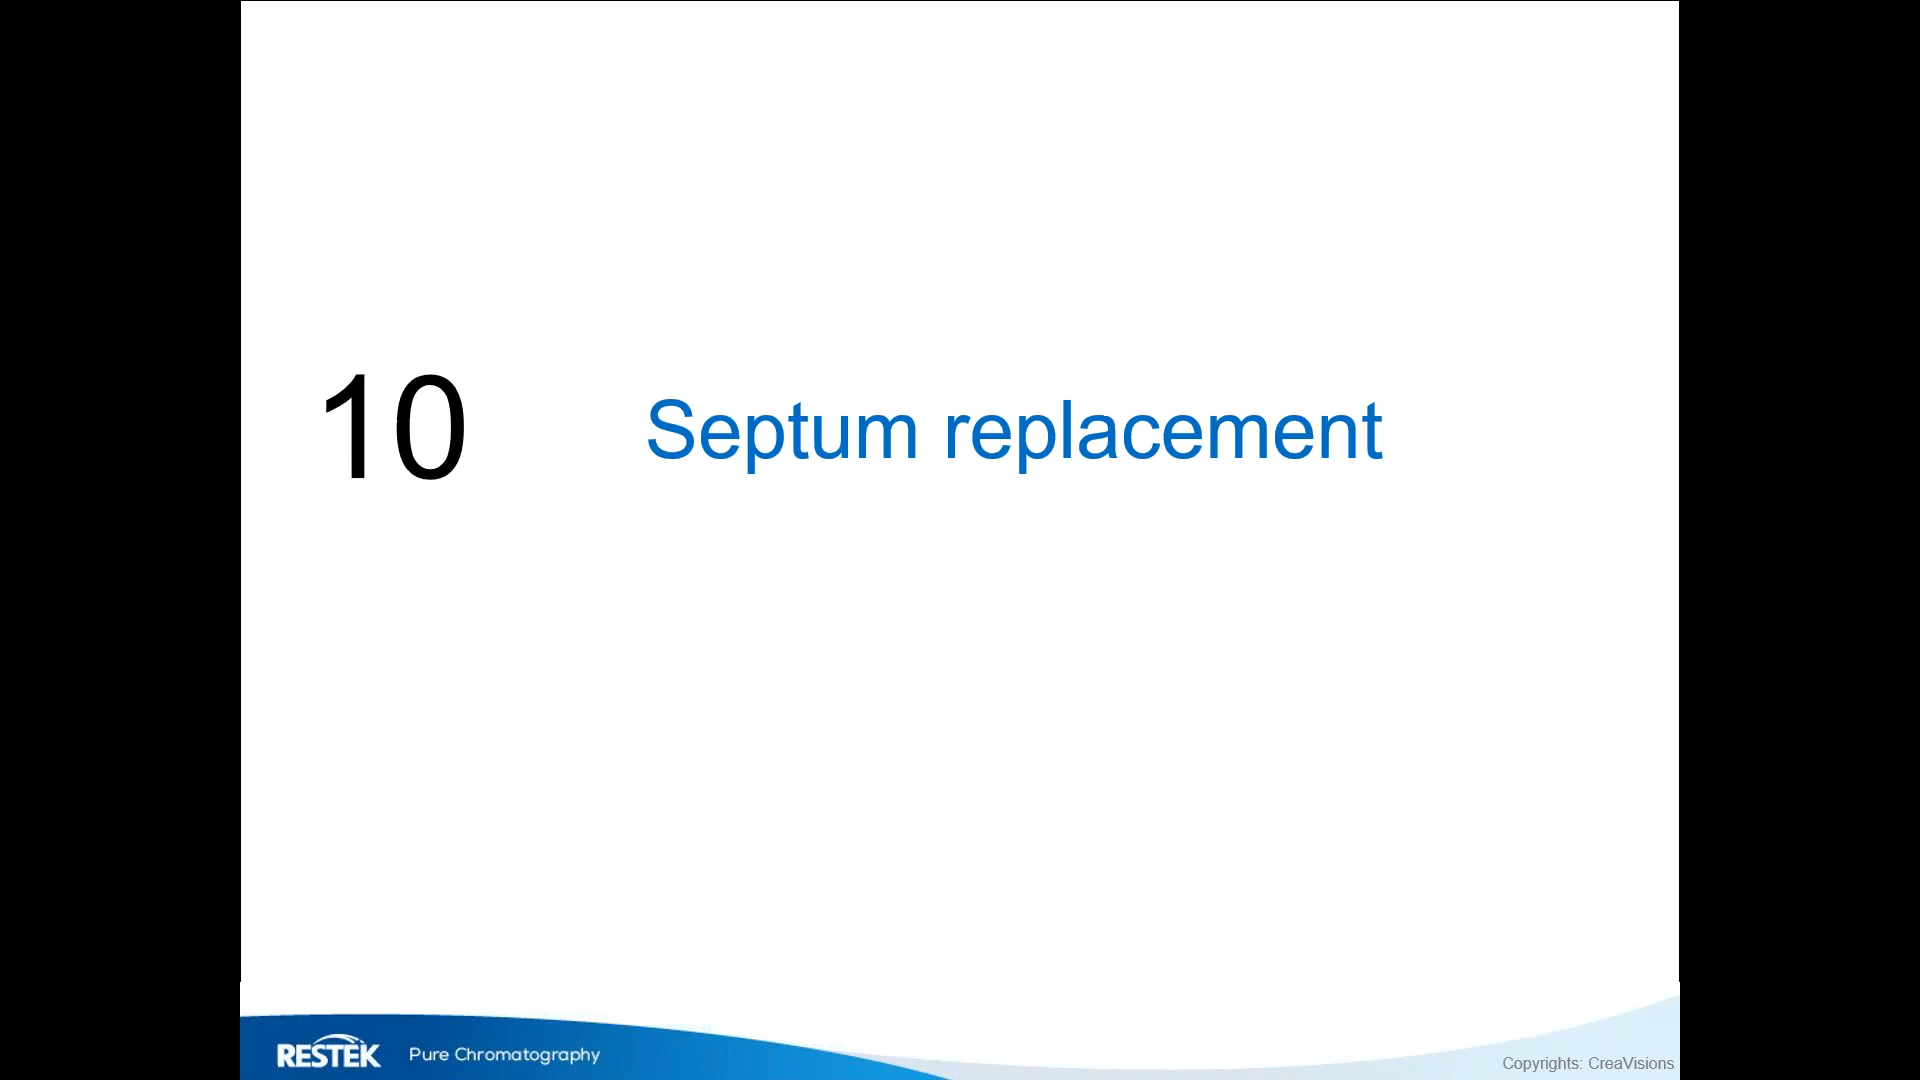 10
Septum replacement
RESTEK
Pure Chromatography
Copyrights: CreaVisions